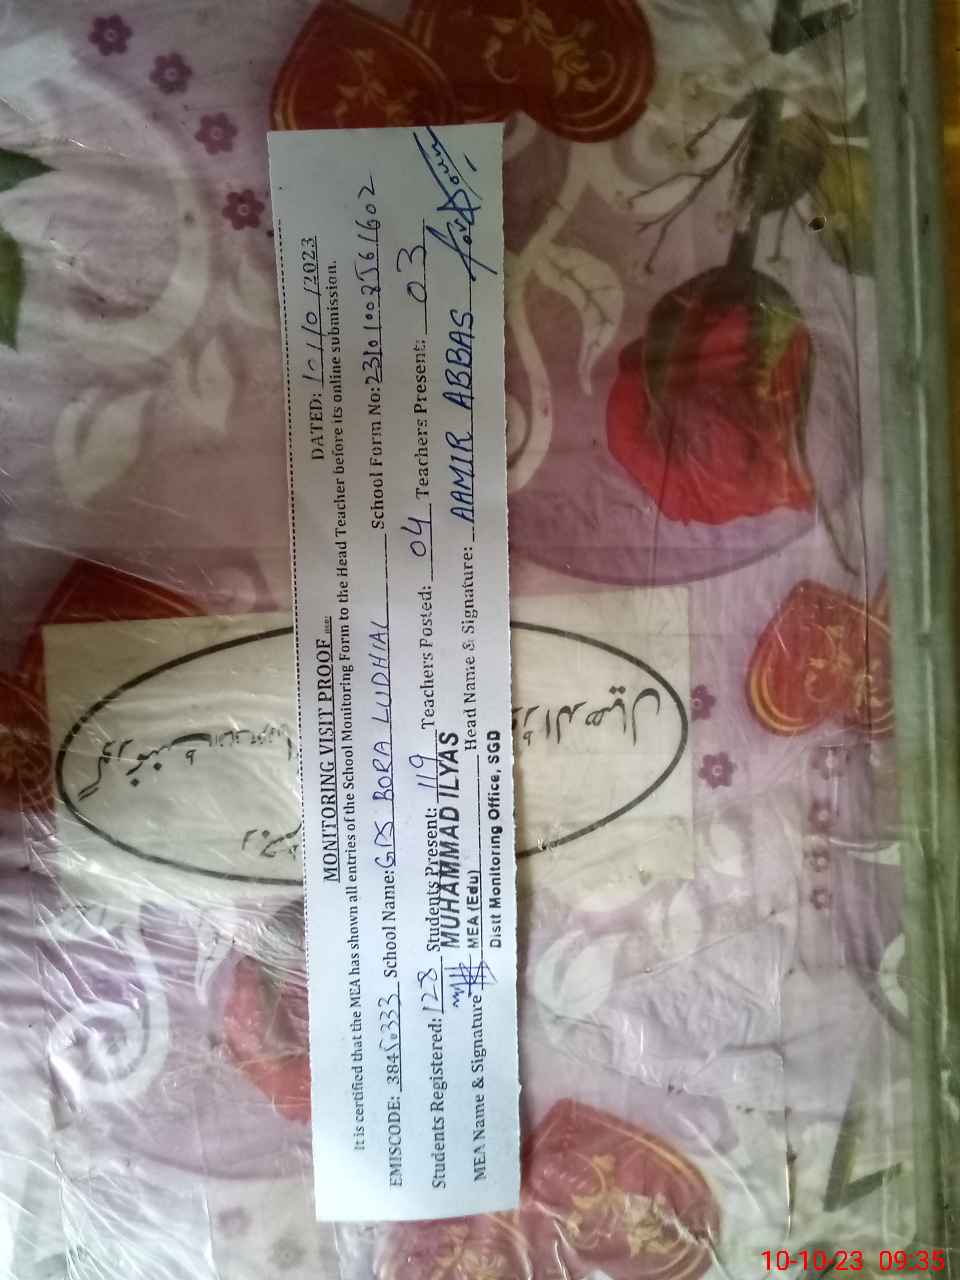 MONITORING VISIT PROOF
DATED: 10/10/2023
It is certified that the MEA has shown all entries of the School Monitoring Form to the Head Teacher before its online submission.
EMISCODE: 38450333 School Name: GPS BORA LUDHIAL School Form No:
Students Registered: 128 Students Present: 119 Teachers Posted: 04 Teachers Present: 03
MUHAMMAD ILYAS
MEA Name & Signature MEA (Edu) Head Name & Signature: AAMIR ABBAS
Distt Monitoring Office, SGD
10-10-23 09:35